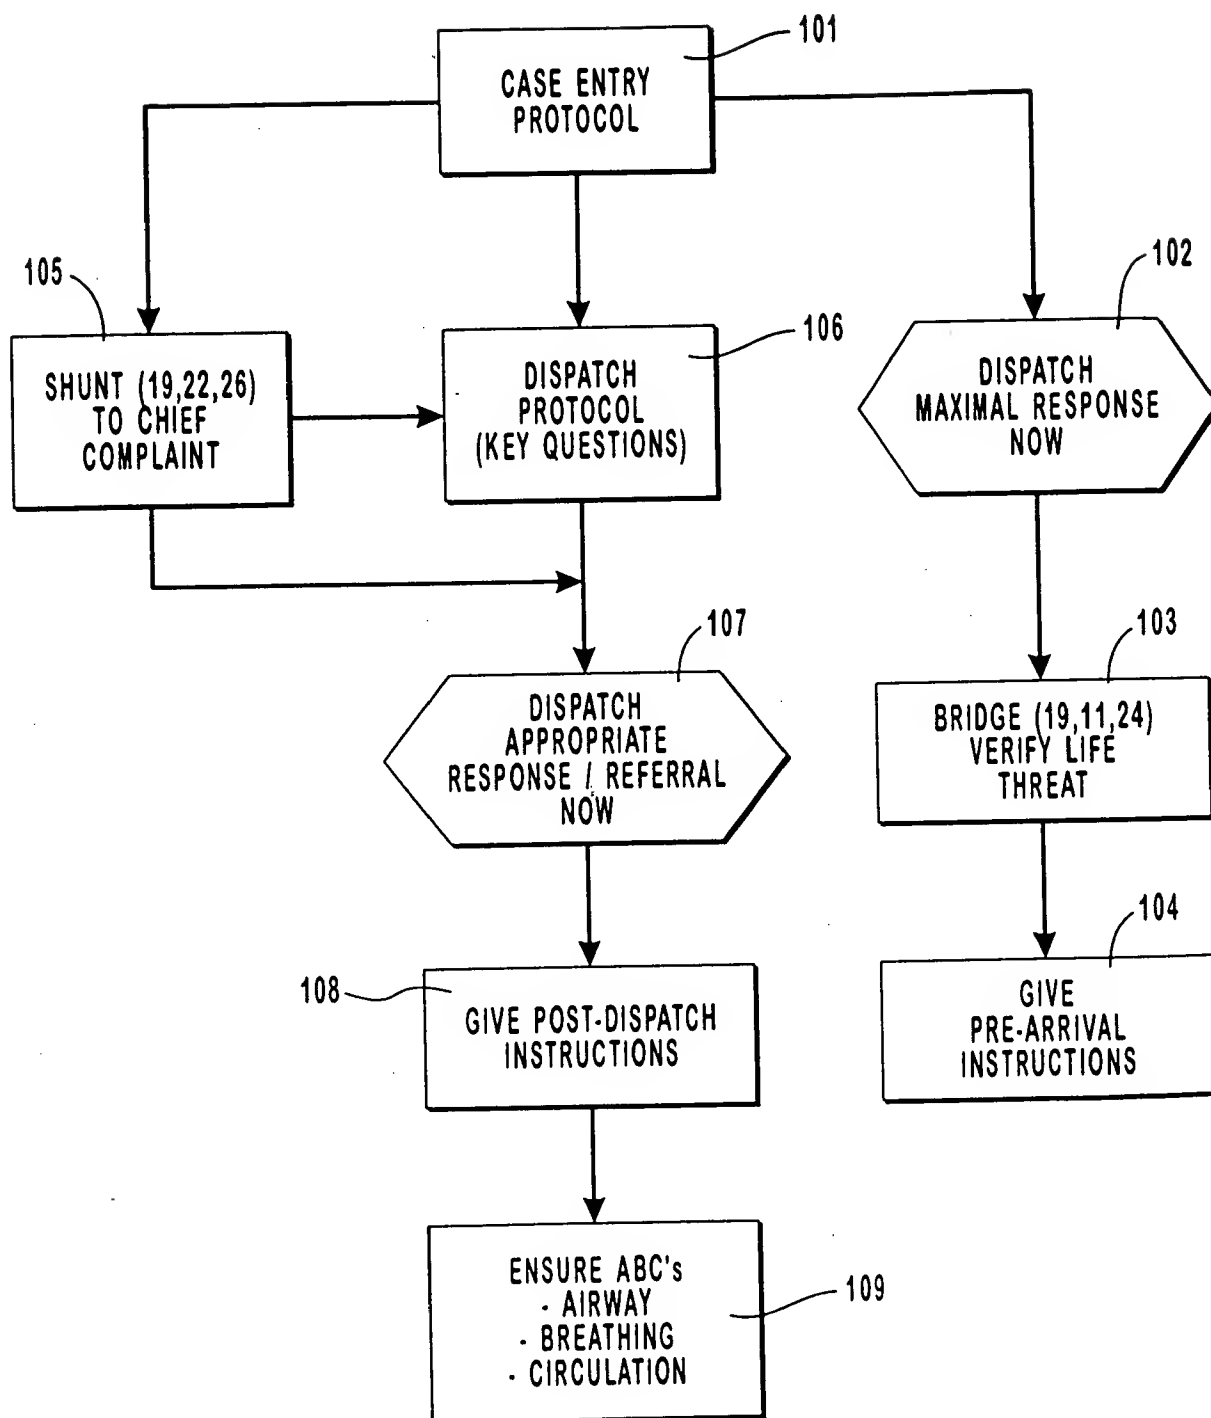 101
CASE ENTRY
PROTOCOL
105
SHUNT (19,22,26)
TO CHIEF
COMPLAINT
106
DISPATCH
PROTOCOL
(KEY QUESTIONS)
102
DISPATCH
MAXIMAL RESPONSE
NOW
107
DISPATCH
APPROPRIATE
RESPONSE / REFERRAL
NOW
103
BRIDGE (19,11,24)
VERIFY LIFE
THREAT
108
GIVE POST-DISPATCH
INSTRUCTIONS
104
GIVE
PRE-ARRIVAL
INSTRUCTIONS
109
ENSURE ABC's
- AIRWAY
- BREATHING
- CIRCULATION